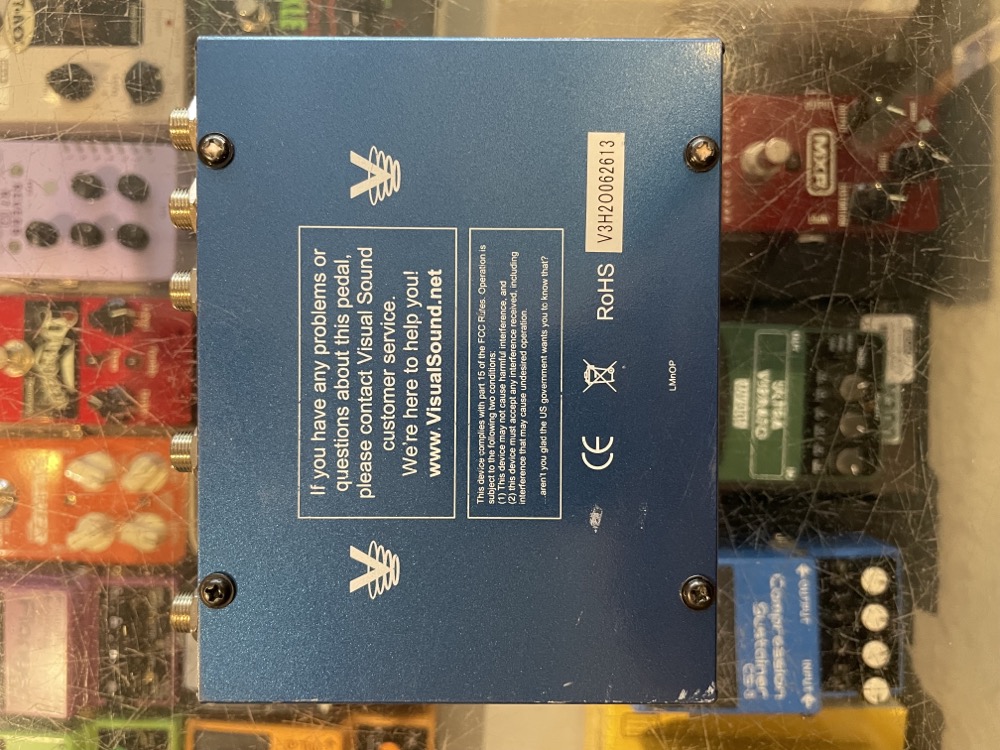 If you have any problems or
questions about this pedal,
please contact Visual Sound
customer service.
We're here to help you!
www.VisualSound.net
This device complies with part 15 of the FCC Rules. Operation is
subject to the following two conditions:
(1) This device may not cause harmful interference, and
(2) this device must accept any interference received, including
interference that may cause undesired operation.
...aren't you glad the US government wants you to know that?
CE
RoHS
V3H2O062613
LMnOP
MXR
OUTPUT
INPUT
Compression
Sustainer
CS-3